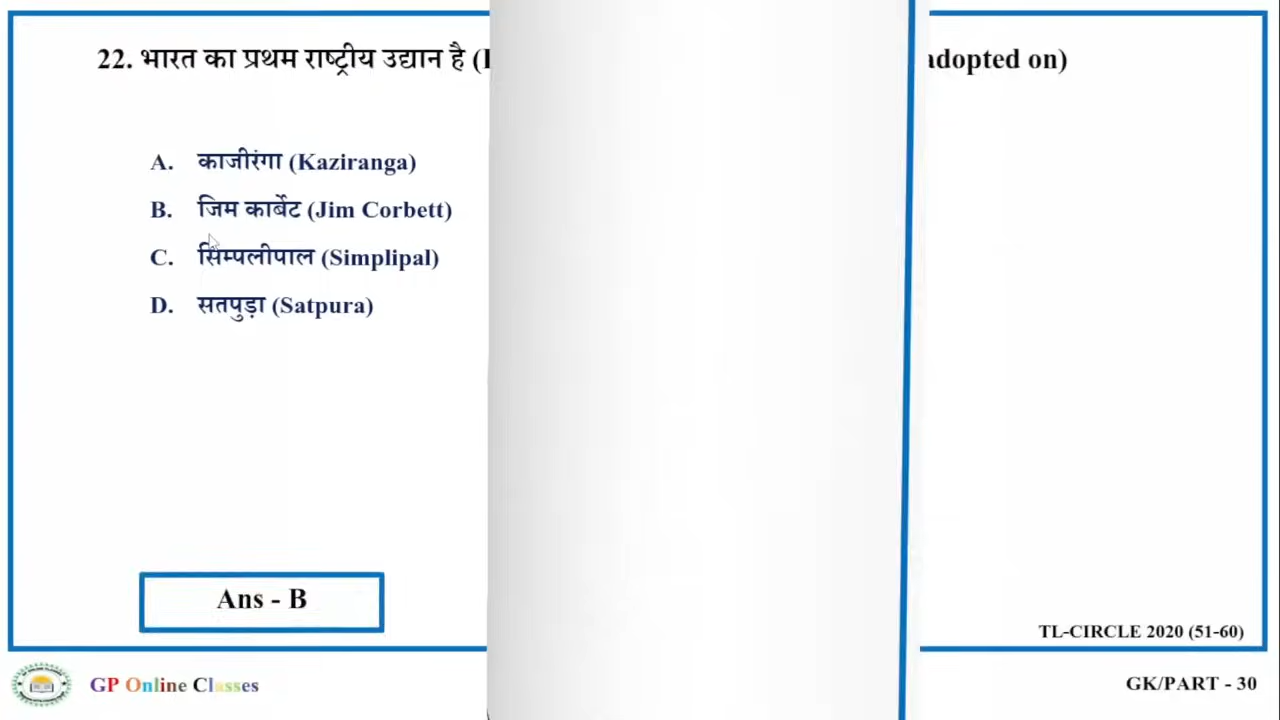 22. भारत का प्रथम राष्ट्रीय उद्यान है (
adopted on)
A. काजीरंगा (Kaziranga)
B. जिम कार्बेट (Jim Corbett)
C. सिम्पलीपाल (Simplipal)
D. सतपुड़ा (Satpura)
Ans - B
TL-CIRCLE 2020 (51-60)
GP Online Classes
GK/PART - 30